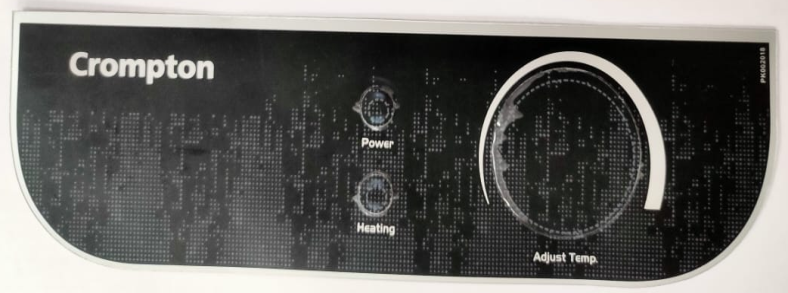 Crompton
Power
Heating
Adjust Temp.
PK002018